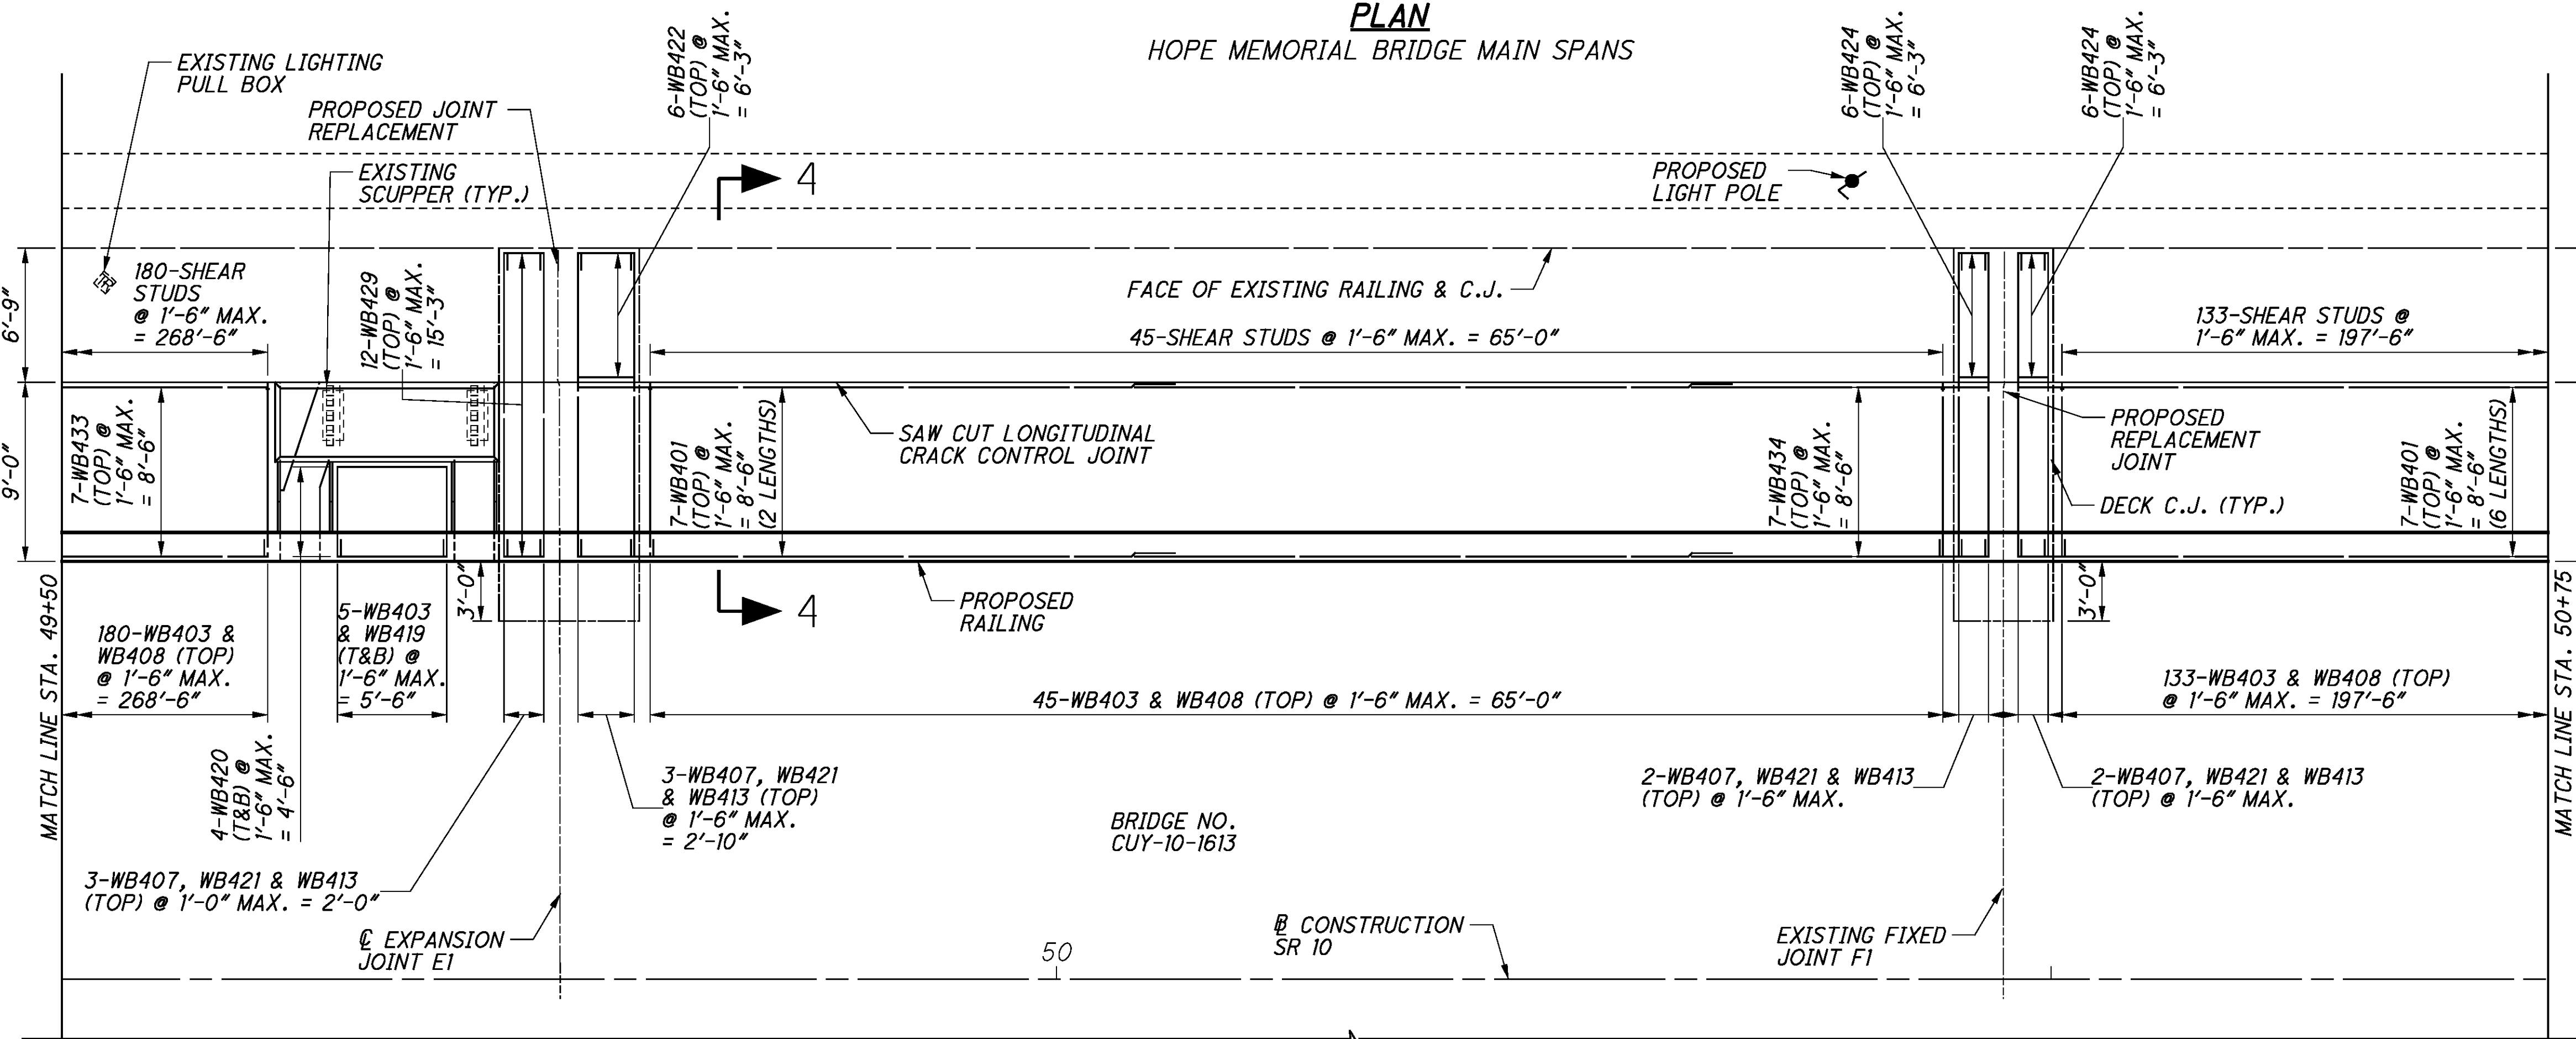 PLAN
HOPE MEMORIAL BRIDGE MAIN SPANS
EXISTING LIGHTING
PULL BOX
PROPOSED JOINT
REPLACEMENT
EXISTING
SCUPPER (TYP.)
6-WB422
(TOP) @
1'-6" MAX.
= 6'-3"
4
PROPOSED
LIGHT POLE
6-WB424
(TOP) @
1'-6" MAX.
= 6'-3"
6-WB424
(TOP) @
1'-6" MAX.
= 6'-3"
6'-9"
180-SHEAR
STUDS
@ 1'-6" MAX.
= 268'-6"
12-WB429
(TOP) @
1'-6" MAX.
= 15'-3"
FACE OF EXISTING RAILING & C.J.
45-SHEAR STUDS @ 1'-6" MAX. = 65'-0"
133-SHEAR STUDS @
1'-6" MAX. = 197'-6"
9'-0"
7-WB433
(TOP) @
1'-6" MAX.
= 8'-6"
7-WB401
(TOP) @
1'-6" MAX.
= 8'-6"
(2 LENGTHS)
SAW CUT LONGITUDINAL
CRACK CONTROL JOINT
7-WB434
(TOP) @
1'-6" MAX.
= 8'-6"
PROPOSED
REPLACEMENT
JOINT
DECK C.J. (TYP.)
7-WB401
(TOP) @
1'-6" MAX.
= 8'-6"
(6 LENGTHS)
MATCH LINE STA. 49+50
180-WB403 &
WB408 (TOP)
@ 1'-6" MAX.
= 268'-6"
5-WB403
& WB419
(T&B) @
1'-6" MAX.
= 5'-6"
3'-0"
4
PROPOSED
RAILING
3'-0"
MATCH LINE STA. 50+75
45-WB403 & WB408 (TOP) @ 1'-6" MAX. = 65'-0"
133-WB403 & WB408 (TOP)
@ 1'-6" MAX. = 197'-6"
4-WB420
(T&B) @
1'-6" MAX.
= 4'-6"
3-WB407, WB421
& WB413 (TOP)
@ 1'-6" MAX.
= 2'-10"
BRIDGE NO.
CUY-10-1613
2-WB407, WB421 & WB413
(TOP) @ 1'-6" MAX.
2-WB407, WB421 & WB413
(TOP) @ 1'-6" MAX.
3-WB407, WB421 & WB413
(TOP) @ 1'-0" MAX. = 2'-0"
℄ EXPANSION
JOINT E1
50
BL CONSTRUCTION
SR 10
EXISTING FIXED
JOINT F1